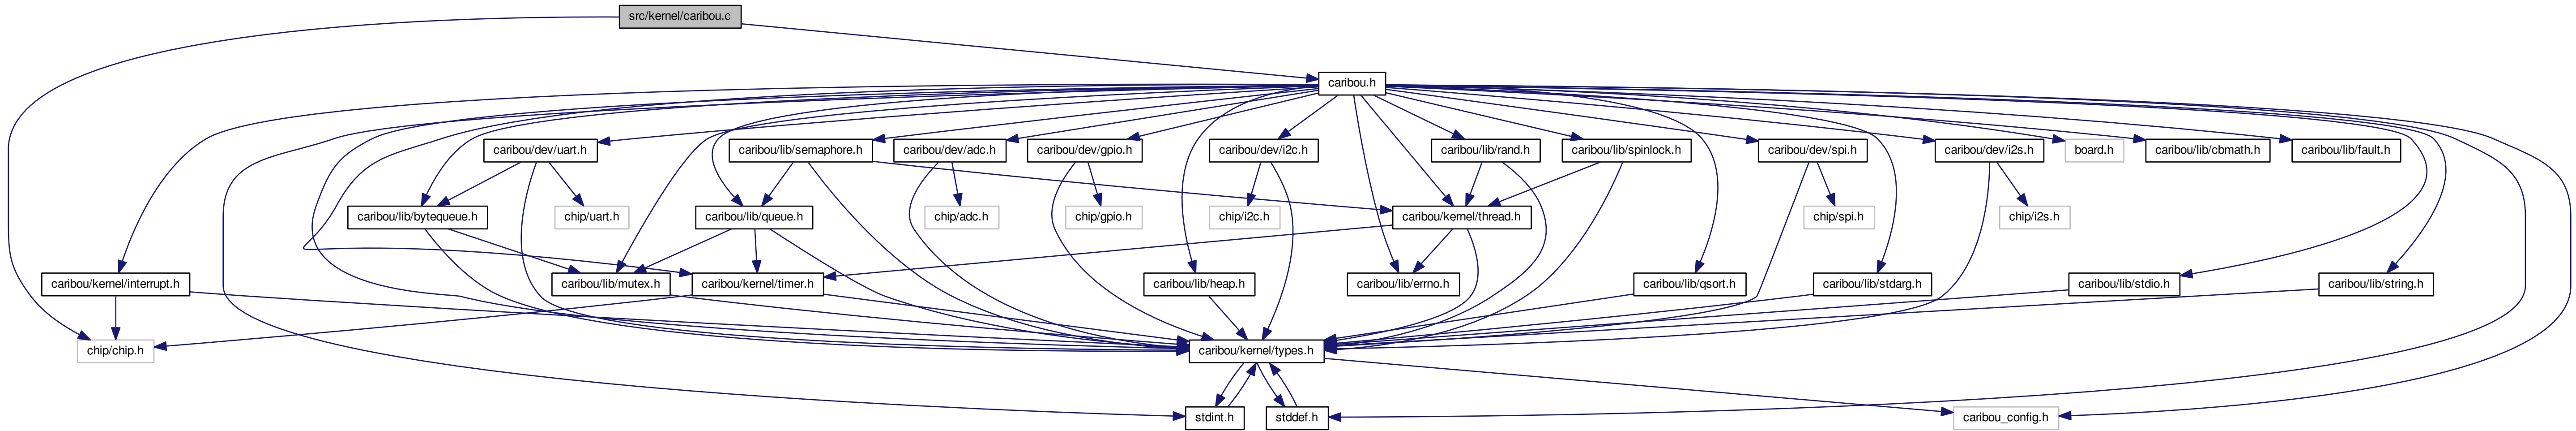 src/kernel/caribou.c
caribou.h
caribou/dev/uart.h
caribou/lib/semaphore.h
caribou/dev/adc.h
caribou/dev/gpio.h
caribou/dev/i2c.h
caribou/lib/rand.h
caribou/lib/spinlock.h
caribou/dev/spi.h
caribou/dev/i2s.h
board.h
caribou/lib/cbmath.h
caribou/lib/fault.h
caribou/lib/bytequeue.h
chip/uart.h
caribou/lib/queue.h
chip/adc.h
chip/gpio.h
chip/i2c.h
caribou/kernel/thread.h
chip/spi.h
chip/i2s.h
caribou/kernel/interrupt.h
caribou/lib/mutex.h
caribou/kernel/timer.h
caribou/lib/heap.h
caribou/lib/errno.h
caribou/lib/qsort.h
caribou/lib/stdarg.h
caribou/lib/stdio.h
caribou/lib/string.h
chip/chip.h
caribou/kernel/types.h
stdint.h
stddef.h
caribou_config.h